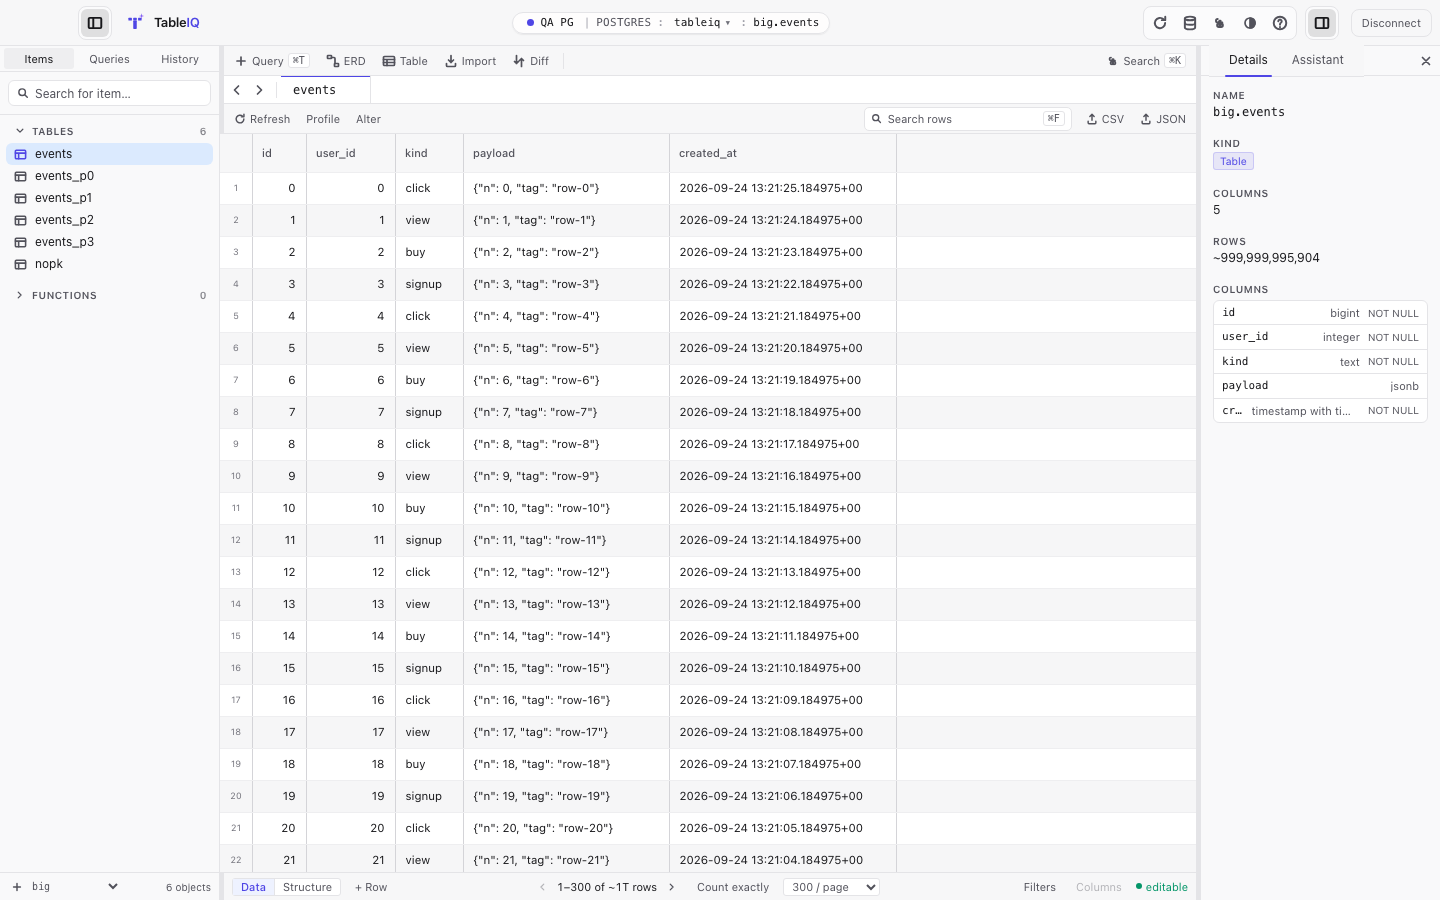 TableIQ
QA PG | POSTGRES : tableiq ▾ : big.events
Disconnect
Items Queries History
Search for item...
TABLES 6
events
events_p0
events_p1
events_p2
events_p3
nopk
FUNCTIONS 0
+ big 6 objects
+ Query ⌘T ERD Table Import Diff Search ⌘K
events
Refresh Profile Alter Search rows ⌘F CSV JSON
id user_id kind payload created_at
1 0 0 click {"n": 0, "tag": "row-0"} 2026-09-24 13:21:25.184975+00
2 1 1 view {"n": 1, "tag": "row-1"} 2026-09-24 13:21:24.184975+00
3 2 2 buy {"n": 2, "tag": "row-2"} 2026-09-24 13:21:23.184975+00
4 3 3 signup {"n": 3, "tag": "row-3"} 2026-09-24 13:21:22.184975+00
5 4 4 click {"n": 4, "tag": "row-4"} 2026-09-24 13:21:21.184975+00
6 5 5 view {"n": 5, "tag": "row-5"} 2026-09-24 13:21:20.184975+00
7 6 6 buy {"n": 6, "tag": "row-6"} 2026-09-24 13:21:19.184975+00
8 7 7 signup {"n": 7, "tag": "row-7"} 2026-09-24 13:21:18.184975+00
9 8 8 click {"n": 8, "tag": "row-8"} 2026-09-24 13:21:17.184975+00
10 9 9 view {"n": 9, "tag": "row-9"} 2026-09-24 13:21:16.184975+00
11 10 10 buy {"n": 10, "tag": "row-10"} 2026-09-24 13:21:15.184975+00
12 11 11 signup {"n": 11, "tag": "row-11"} 2026-09-24 13:21:14.184975+00
13 12 12 click {"n": 12, "tag": "row-12"} 2026-09-24 13:21:13.184975+00
14 13 13 view {"n": 13, "tag": "row-13"} 2026-09-24 13:21:12.184975+00
15 14 14 buy {"n": 14, "tag": "row-14"} 2026-09-24 13:21:11.184975+00
16 15 15 signup {"n": 15, "tag": "row-15"} 2026-09-24 13:21:10.184975+00
17 16 16 click {"n": 16, "tag": "row-16"} 2026-09-24 13:21:09.184975+00
18 17 17 view {"n": 17, "tag": "row-17"} 2026-09-24 13:21:08.184975+00
19 18 18 buy {"n": 18, "tag": "row-18"} 2026-09-24 13:21:07.184975+00
20 19 19 signup {"n": 19, "tag": "row-19"} 2026-09-24 13:21:06.184975+00
21 20 20 click {"n": 20, "tag": "row-20"} 2026-09-24 13:21:05.184975+00
22 21 21 view {"n": 21, "tag": "row-21"} 2026-09-24 13:21:04.184975+00
Data Structure + Row 1–300 of ~1T rows Count exactly 300 / page Filters Columns editable
Details Assistant
NAME
big.events
KIND
Table
COLUMNS
5
ROWS
~999,999,995,904
COLUMNS
id bigint NOT NULL
user_id integer NOT NULL
kind text NOT NULL
payload jsonb
cr… timestamp with ti… NOT NULL